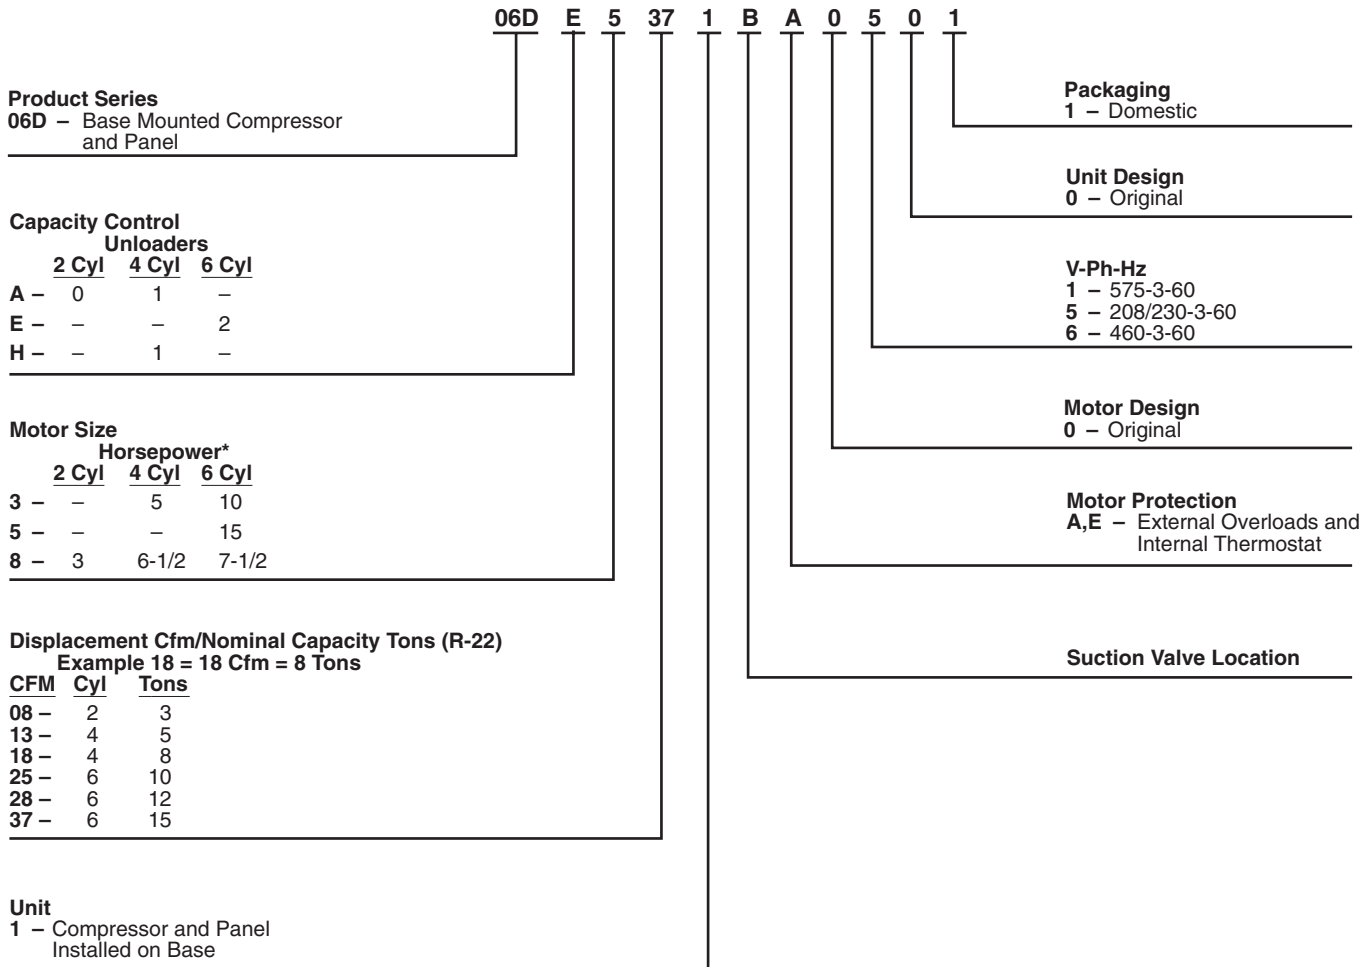 06D E 5 37 1 B A 0 5 0 1
Product Series
06D – Base Mounted Compressor
and Panel
Capacity Control
Unloaders
2 Cyl 4 Cyl 6 Cyl
A – 0 1 –
E – – – 2
H – – 1 –
Motor Size
Horsepower*
2 Cyl 4 Cyl 6 Cyl
3 – – 5 10
5 – – – 15
8 – 3 6-1/2 7-1/2
Displacement Cfm/Nominal Capacity Tons (R-22)
Example 18 = 18 Cfm = 8 Tons
CFM Cyl Tons
08 – 2 3
13 – 4 5
18 – 4 8
25 – 6 10
28 – 6 12
37 – 6 15
Unit
1 – Compressor and Panel
Installed on Base
Packaging
1 – Domestic
Unit Design
0 – Original
V-Ph-Hz
1 – 575-3-60
5 – 208/230-3-60
6 – 460-3-60
Motor Design
0 – Original
Motor Protection
A,E – External Overloads and
Internal Thermostat
Suction Valve Location